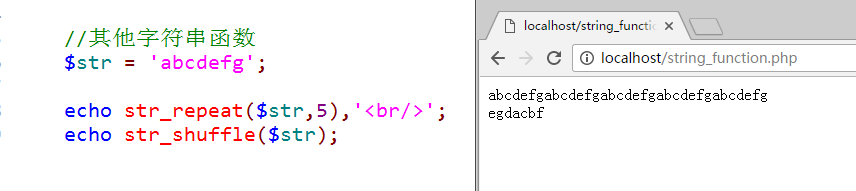 //其他字符串函数
$str = 'abcdefg';
echo str_repeat($str,5),'<br/>';
echo str_shuffle($str);
localhost/string_function
localhost/string_function.php
abcdefgabcdefgabcdefgabcdefgabcdefg
egdacbf